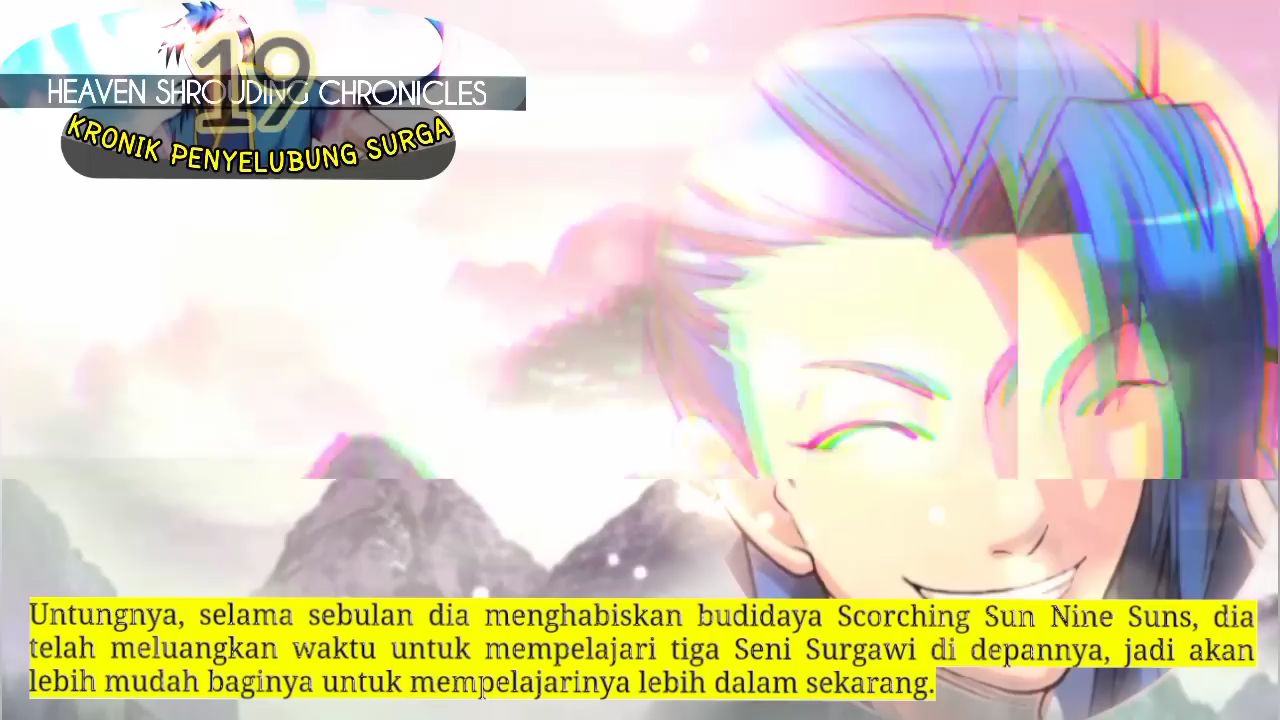 19
HEAVEN SHROUDING CHRONICLES
KRONIK PENYELUBUNG SURGA
Untungnya, selama sebulan dia menghabiskan budidaya Scorching Sun Nine Suns, dia
telah meluangkan waktu untuk mempelajari tiga Seni Surgawi di depannya, jadi akan
lebih mudah baginya untuk mempelajarinya lebih dalam sekarang.